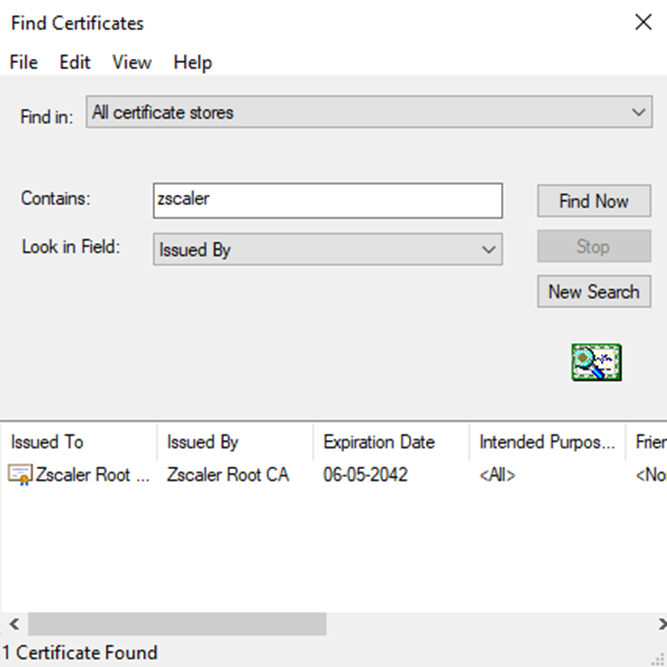 Find Certificates
File Edit View Help
Find in: All certificate stores
Contains: zscaler Find Now
Look in Field: Issued By Stop
New Search
Issued To Issued By Expiration Date Intended Purpos... Frien
Zscaler Root ... Zscaler Root CA 06-05-2042 <All> <No
1 Certificate Found